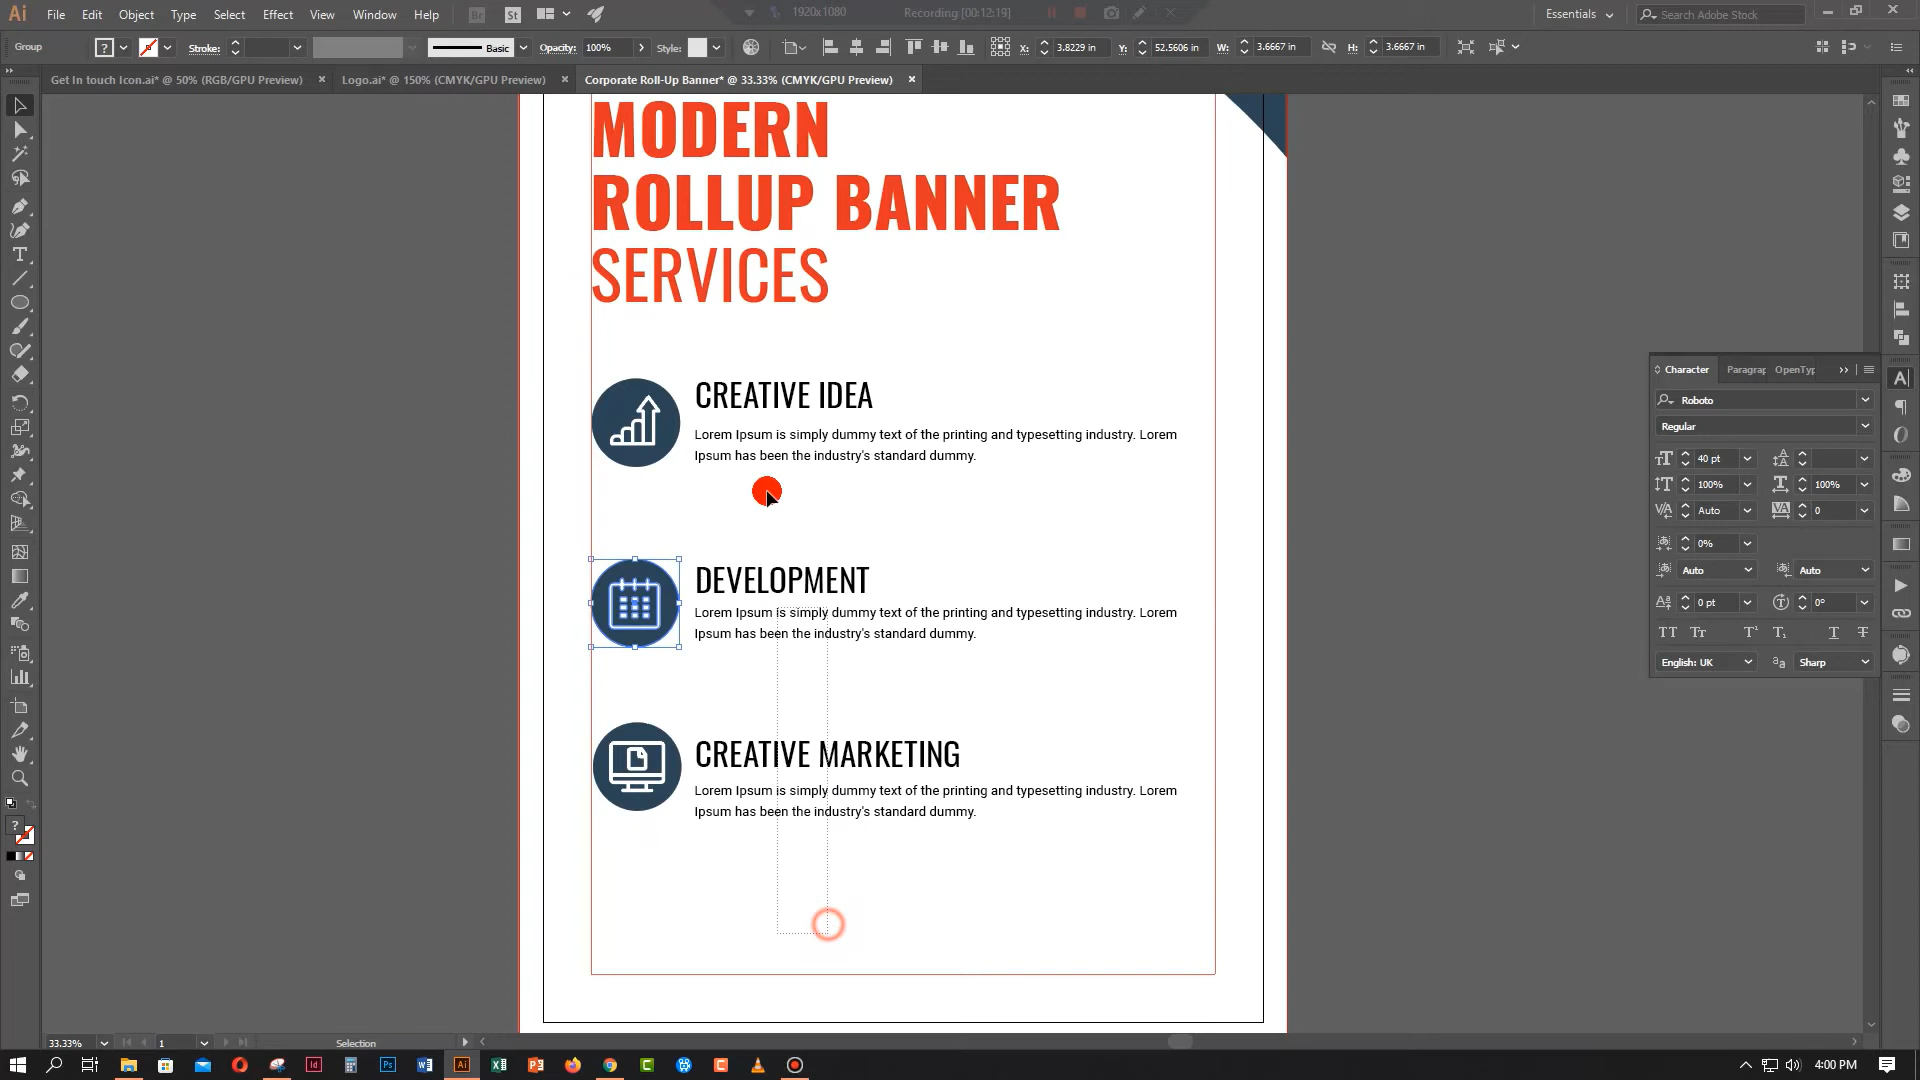 Ai File Edit Object Type Select Effect View Window Help Br St 1920x1080 Recording [00:12:19] Essentials Search Adobe Stock
Group ? Stroke: Basic Opacity: 100% Style: X: 3.8229 in Y: 52.5606 in W: 3.6667 in H: 3.6667 in
Get In touch Icon.ai* @ 50% (RGB/GPU Preview) × Logo.ai* @ 150% (CMYK/GPU Preview) × Corporate Roll-Up Banner* @ 33.33% (CMYK/GPU Preview) ×
MODERN
ROLLUP BANNER
SERVICES
CREATIVE IDEA
Lorem Ipsum is simply dummy text of the printing and typesetting industry. Lorem
Ipsum has been the industry's standard dummy.
DEVELOPMENT
Lorem Ipsum is simply dummy text of the printing and typesetting industry. Lorem
Ipsum has been the industry's standard dummy.
CREATIVE MARKETING
Lorem Ipsum is simply dummy text of the printing and typesetting industry. Lorem
Ipsum has been the industry's standard dummy.
Character Paragrap OpenTyp
Roboto
Regular
40 pt
100% 100%
Auto 0
0%
Auto Auto
0 pt 0°
English: UK Sharp
33.33% 1 Selection
4:00 PM